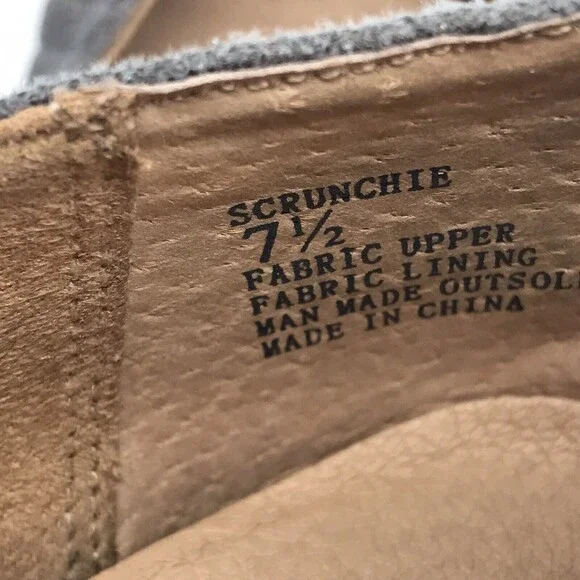 SCRUNCHIE
7 1/2
FABRIC UPPER
FABRIC LINING
MAN MADE OUTSOL
MADE IN CHINA